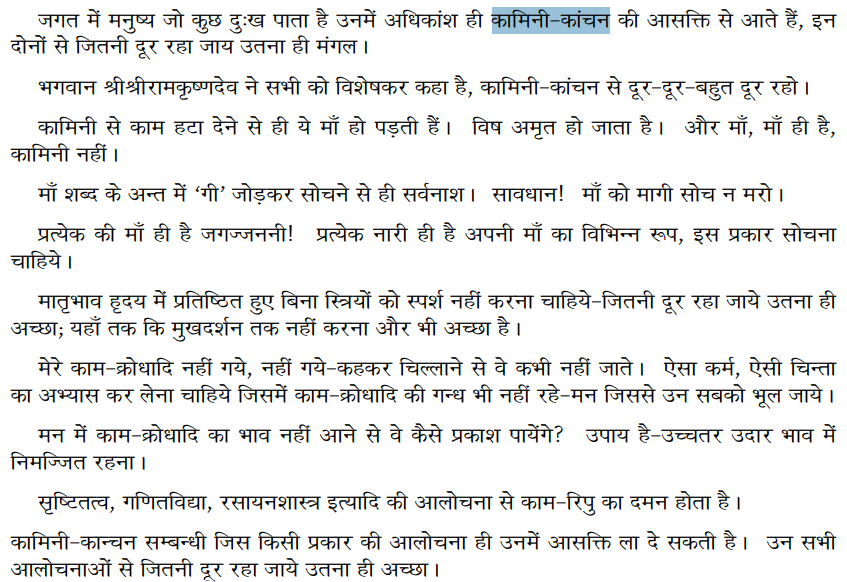 जगत में मनुष्य जो कुछ दुःख पाता है उनमें अधिकांश ही कामिनी-कांचन की आसक्ति से आते हैं, इन
दोनों से जितनी दूर रहा जाय उतना ही मंगल।
भगवान श्रीश्रीरामकृष्णदेव ने सभी को विशेषकर कहा है, कामिनी-कांचन से दूर-दूर-बहुत दूर रहो।
कामिनी से काम हटा देने से ही ये माँ हो पड़ती हैं। विष अमृत हो जाता है। और माँ, माँ ही है,
कामिनी नहीं।
माँ शब्द के अन्त में ‘गी’ जोड़कर सोचने से ही सर्वनाश। सावधान! माँ को मागी सोच न मरो।
प्रत्येक की माँ ही है जगज्जननी! प्रत्येक नारी ही है अपनी माँ का विभिन्न रूप, इस प्रकार सोचना
चाहिये।
मातृभाव हृदय में प्रतिष्ठित हुए बिना स्त्रियों को स्पर्श नहीं करना चाहिये-जितनी दूर रहा जाये उतना ही
अच्छा; यहाँ तक कि मुखदर्शन तक नहीं करना और भी अच्छा है।
मेरे काम-क्रोधादि नहीं गये, नहीं गये-कहकर चिल्लाने से वे कभी नहीं जाते। ऐसा कर्म, ऐसी चिन्ता
का अभ्यास कर लेना चाहिये जिसमें काम-क्रोधादि की गन्ध भी नहीं रहे-मन जिससे उन सबको भूल जाये।
मन में काम-क्रोधादि का भाव नहीं आने से वे कैसे प्रकाश पायेंगे? उपाय है-उच्चतर उदार भाव में
निमज्जित रहना।
सृष्टितत्व, गणितविद्या, रसायनशास्त्र इत्यादि की आलोचना से काम-रिपु का दमन होता है।
कामिनी-कान्चन सम्बन्धी जिस किसी प्रकार की आलोचना ही उनमें आसक्ति ला दे सकती है। उन सभी
आलोचनाओं से जितनी दूर रहा जाये उतना ही अच्छा।